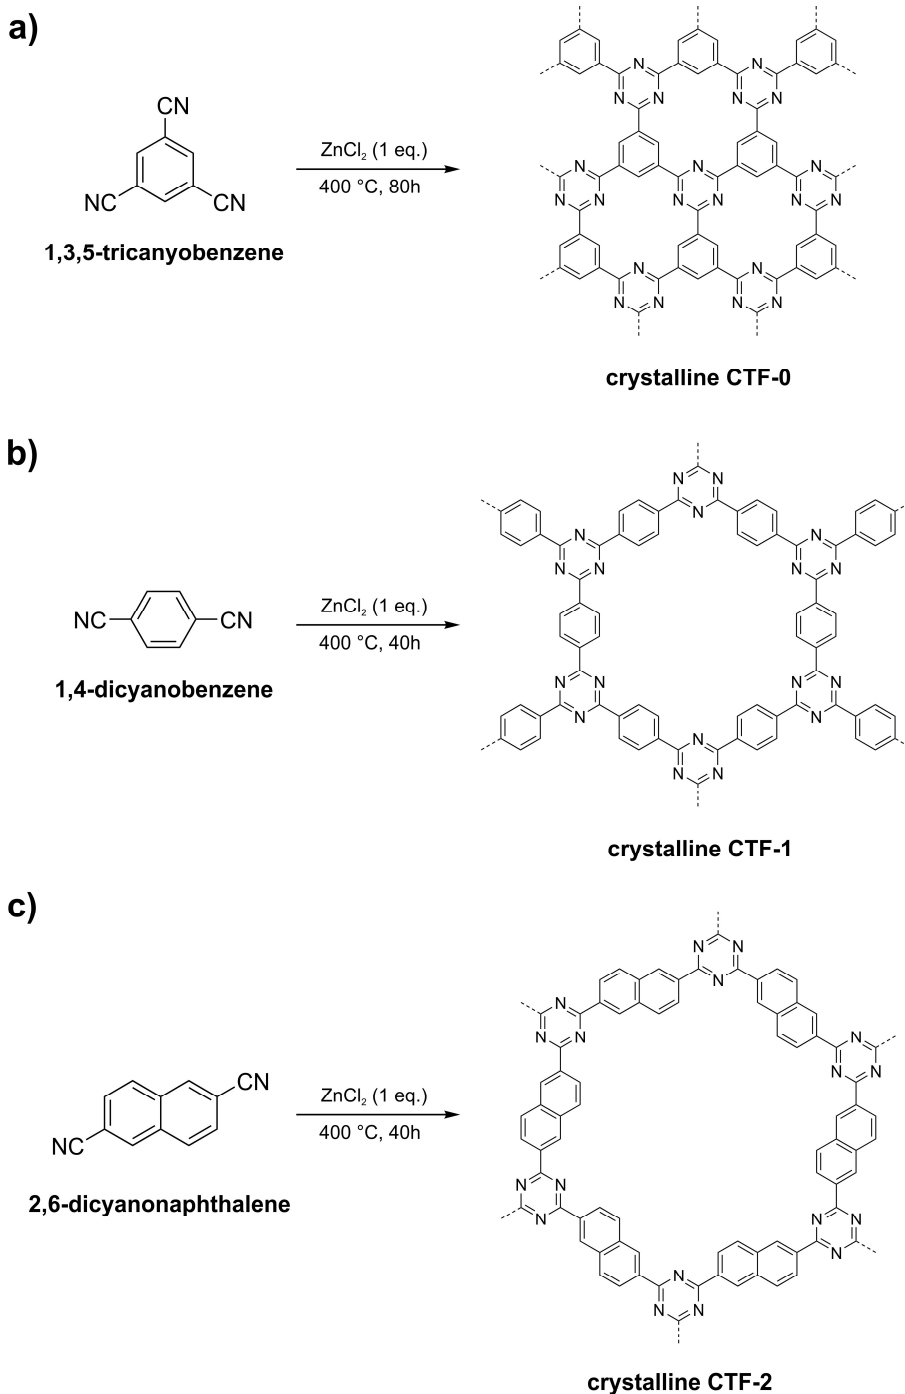 a)
CN
NC
CN
1,3,5-tricanyobenzene
ZnCl₂ (1 eq.)
400 °C, 80h
N N
N N N N
N N N
N N N N N N
N N
N N N N
crystalline CTF-0
b)
NC
CN
1,4-dicyanobenzene
ZnCl₂ (1 eq.)
400 °C, 40h
N N
N
N N
N N N N
N N N N
N N
N
N N
crystalline CTF-1
c)
CN
NC
2,6-dicyanonaphthalene
ZnCl₂ (1 eq.)
400 °C, 40h
N N
N
N
N N N
N N
N N
N N N
N
N
N N
crystalline CTF-2